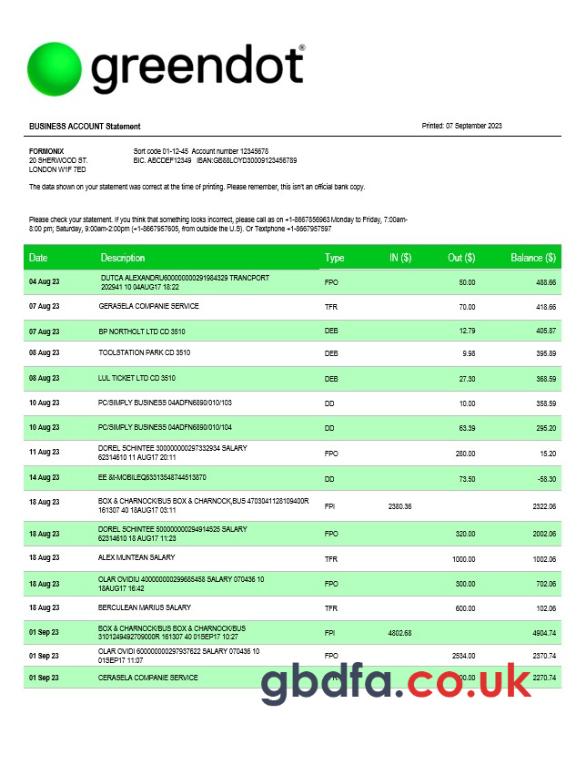 greendot®
BUSINESS ACCOUNT Statement Printed: 07 September 2023
FORMONIX Sort code 01-12-45 Account number 12345678
20 SHERWOOD ST. BIC. ABCDEF12349 IBAN:GB88LOYD30009123456789
LONDON W1F 7ED
The data shown on your statement was correct at the time of printing. Please remember, this isn't an official bank copy.
Please check your statement. If you think that something looks incorrect, please call as on +1-8667856963Monday to Friday, 7:00am-
8:00 pm; Saturday, 9:00am-2:00pm (+1-8667957605, from outside the U.S). Or Textphone +1-8667957597
Date Description Type IN ($) Out ($) Balance ($)
04 Aug 23 DUTCA ALEXANDRU600000000291984329 TRANCPORT FPO 50.00 488.66
202941 10 04AUG17 18:22
07 Aug 23 GERASELA COMPANIE SERVICE TFR 70.00 418.66
07 Aug 23 BP NORTHOLT LTD CD 3510 DEB 12.79 405.87
08 Aug 23 TOOLSTATION PARK CD 3510 DEB 9.98 395.89
08 Aug 23 LUL TICKET LTD CD 3510 DEB 27.30 368.59
10 Aug 23 PC/SIMPLY BUSINESS 04ADFN6890/010/103 DD 10.00 358.59
10 Aug 23 PC/SIMPLY BUSINESS 04ADFN6890/010/104 DD 63.39 295.20
11 Aug 23 DOREL SCHINTEE 300000000297332934 SALARY FPO 280.00 15.20
62314610 11 AUG17 20:11
14 Aug 23 EE &I-MOBILEQ53313548744513870 DD 73.50 -58.30
18 Aug 23 BOX & CHARNOCK/BUS BOX & CHARNOCK,BUS 4703041128109400R FPI 2380.36 2322.06
161307 40 18AUG17 03:11
18 Aug 23 DOREL SCHINTEE 500000000294914525 SALARY FPO 320.00 2002.06
62314610 18 AUG17 11:23
18 Aug 23 ALEX MUNTEAN SALARY TFR 1000.00 1002.06
18 Aug 23 OLAR OVIDIU 400000000299685458 SALARY 070436 10 FPO 300.00 702.06
18AUG17 16:42
18 Aug 23 BERCULEAN MARIUS SALARY TFR 600.00 102.06
01 Sep 23 BOX & CHARNOCK/BUS BOX & CHARNOCK/BUS FPI 4802.68 4904.74
3101249492709000R 161307 40 01SEP17 10:27
01 Sep 23 OLAR OVIDIU 600000000297937622 SALARY 070436 10 FPO 2534.00 2370.74
01SEP17 11:07
01 Sep 23 CERASELA COMPANIE SERVICE 2270.74
gbdfa.co.uk